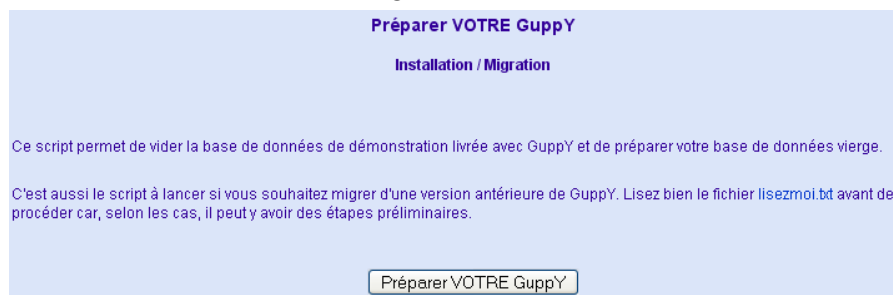 Préparer VOTRE GuppY
Installation / Migration
Ce script permet de vider la base de données de démonstration livrée avec GuppY et de préparer votre base de données vierge.
C'est aussi le script à lancer si vous souhaitez migrer d'une version antérieure de GuppY. Lisez bien le fichier lisezmoi.txt avant de
procéder car, selon les cas, il peut y avoir des étapes préliminaires.
Préparer VOTRE GuppY